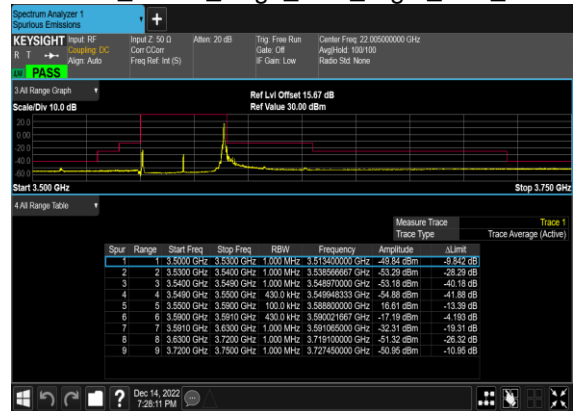 Spectrum Analyzer 1
Spurious Emissions
KEYSIGHT Input: RF Input Z: 50 Ω Atten: 20 dB Trig: Free Run Center Freq: 22.005000000 GHz
R T Coupling: DC Corr CCorr Gate: Off Avg|Hold: 100/100
Align: Auto Freq Ref: Int (S) IF Gain: Low Radio Std: None
PASS
3 All Range Graph Ref Lvl Offset 15.67 dB
Scale/Div 10.0 dB Ref Value 30.00 dBm
20.0
0.00
-20.0
-40.0
-60.0
Start 3.500 GHz Stop 3.750 GHz
4 All Range Table
Measure Trace Trace 1
Trace Type Trace Average (Active)
Spur Range Start Freq Stop Freq RBW Frequency Amplitude ΔLimit
1 1 3.5000 GHz 3.5300 GHz 1.000 MHz 3.513400000 GHz -49.84 dBm -9.842 dB
2 2 3.5300 GHz 3.5400 GHz 1.000 MHz 3.538566667 GHz -53.29 dBm -28.29 dB
3 3 3.5400 GHz 3.5490 GHz 1.000 MHz 3.548970000 GHz -53.18 dBm -40.18 dB
4 4 3.5490 GHz 3.5500 GHz 430.0 kHz 3.549948333 GHz -54.88 dBm -41.88 dB
5 5 3.5500 GHz 3.5900 GHz 100.0 kHz 3.588800000 GHz 16.61 dBm -13.39 dB
6 6 3.5900 GHz 3.5910 GHz 430.0 kHz 3.590021667 GHz -17.19 dBm -4.193 dB
7 7 3.5910 GHz 3.6300 GHz 1.000 MHz 3.591065000 GHz -32.31 dBm -19.31 dB
8 8 3.6300 GHz 3.7200 GHz 1.000 MHz 3.719100000 GHz -51.32 dBm -26.32 dB
9 9 3.7200 GHz 3.7500 GHz 1.000 MHz 3.727450000 GHz -50.95 dBm -10.95 dB
Dec 14, 2022
7:28:11 PM